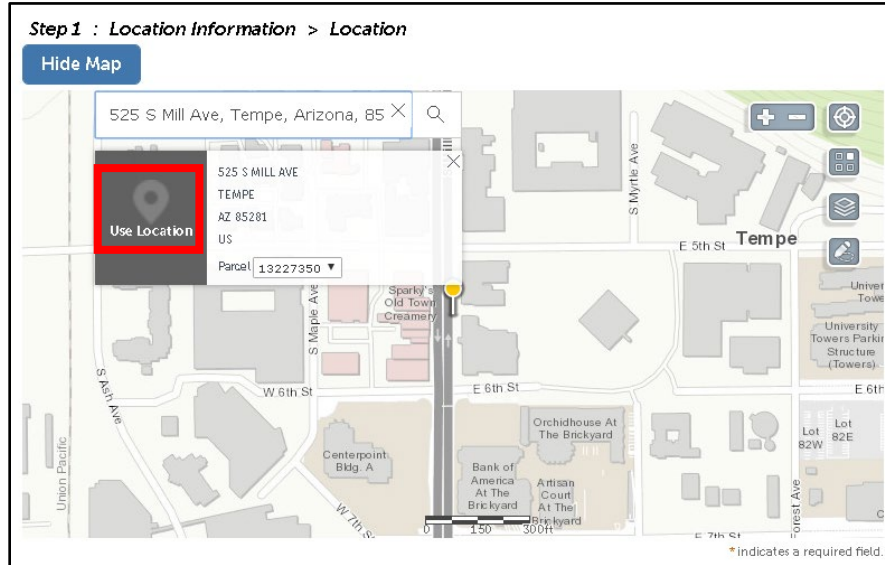 Step 1 : Location Information > Location
Hide Map
525 S Mill Ave, Tempe, Arizona, 85
Use Location
525 S MILL AVE
TEMPE
AZ 85281
US
Parcel 13227350
S Myrtle Ave
E 5th St
Tempe
Sparky's
Old Town
Creamery
S Maple Ave
S Ash Ave
Union Pacific
W 6th St
E 6th St
E 6th
University
Towers Parkin
Structure
(Towers)
Orchidhouse At
The Brickyard
Centerpoint
Bldg. A
Bank of
America
At The
Brickyard
Artisan
Court
At The
Brickyard
Lot
82W
Lot
82E
Forest Ave
W 7th St
E 7th St
0 150 300ft
*indicates a required field.